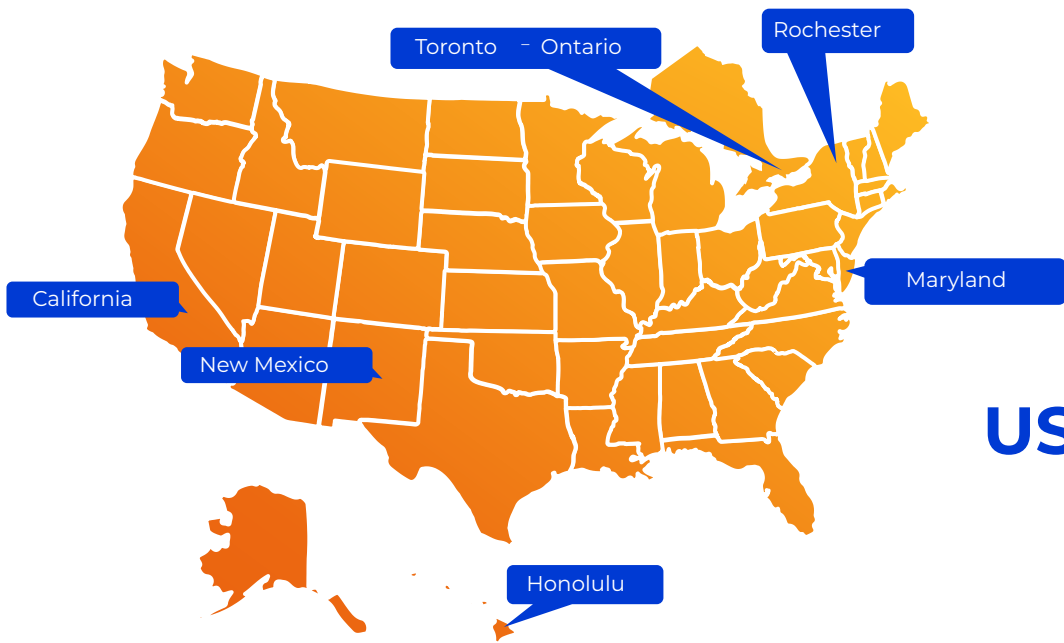 Rochester
Toronto – Ontario
Maryland
California
New Mexico
US
Honolulu